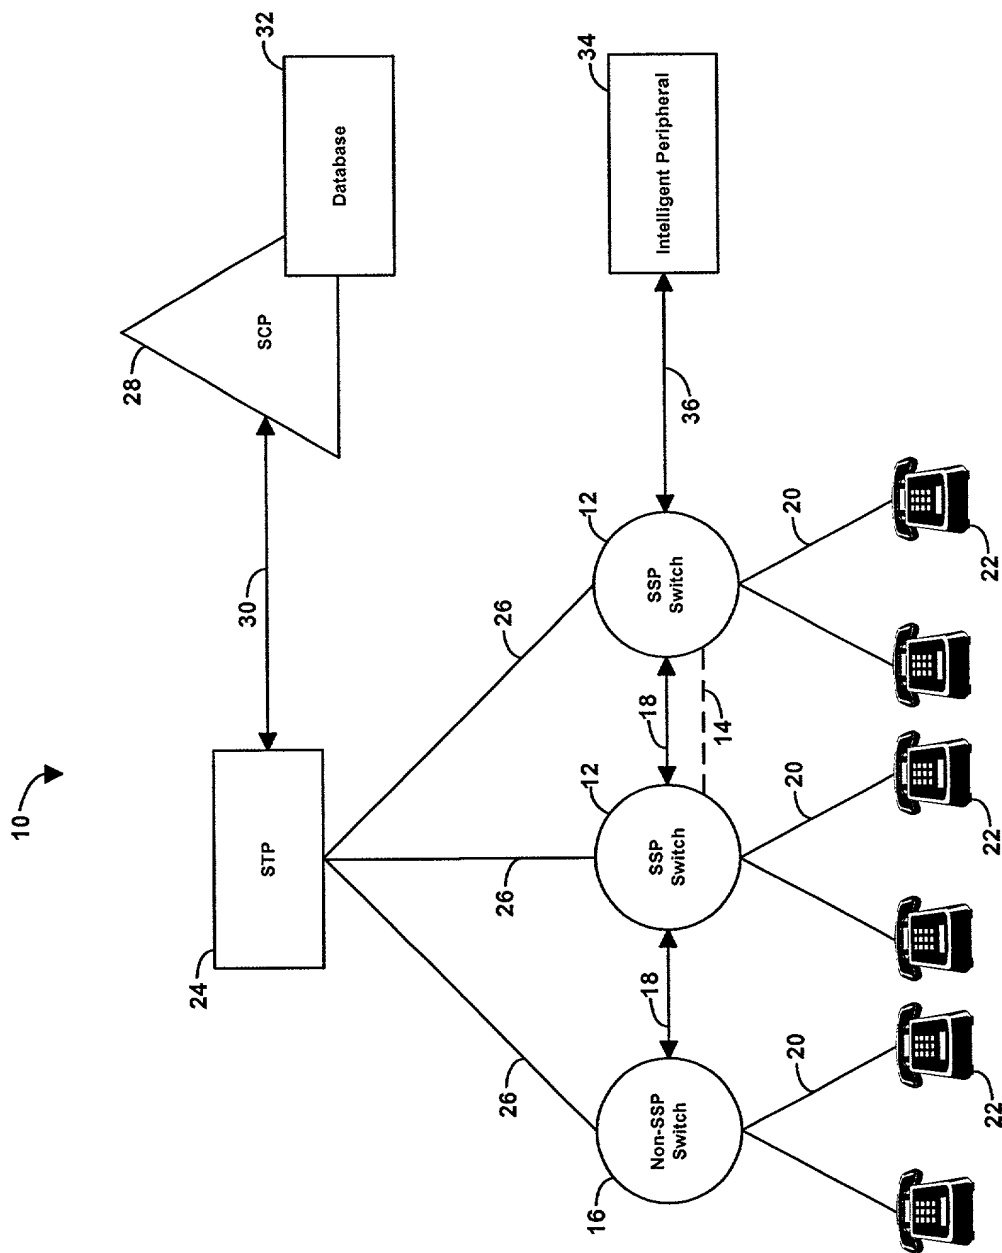 10
28
24
30
32
STP
SCP
Database
26
26
26
16
12
12
34
Non-SSP
Switch
18
SSP
Switch
18
SSP
Switch
Intelligent Peripheral
36
14
20
20
20
22
22
22